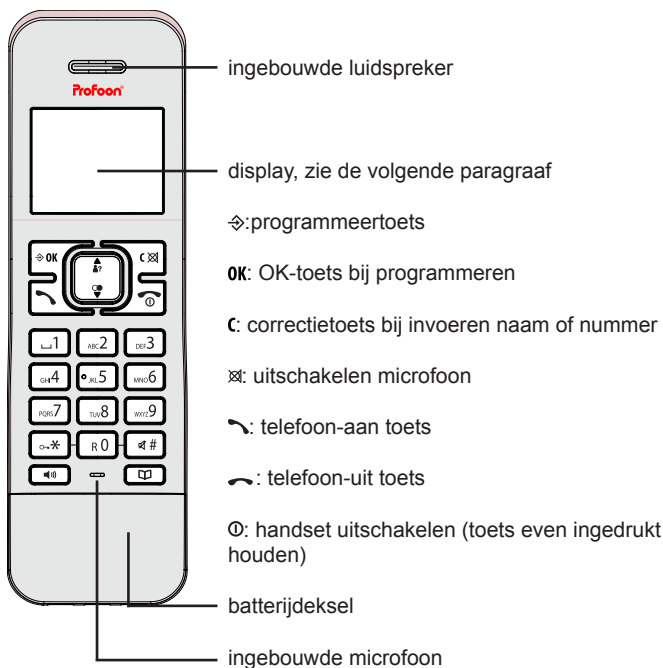 ingebouwde luidspreker
Profoon
display, zie de volgende paragraaf
:programmeertoets
OK C
OK: OK-toets bij programmeren
C: correctietoets bij invoeren naam of nummer
1 ABC2 DEF3
: uitschakelen microfoon
GHI4 JKL5 MNO6
PQRS7 TUV8 WXYZ9
: telefoon-aan toets
* R 0 #
: telefoon-uit toets
: handset uitschakelen (toets even ingedrukt
houden)
batterijdeksel
ingebouwde microfoon